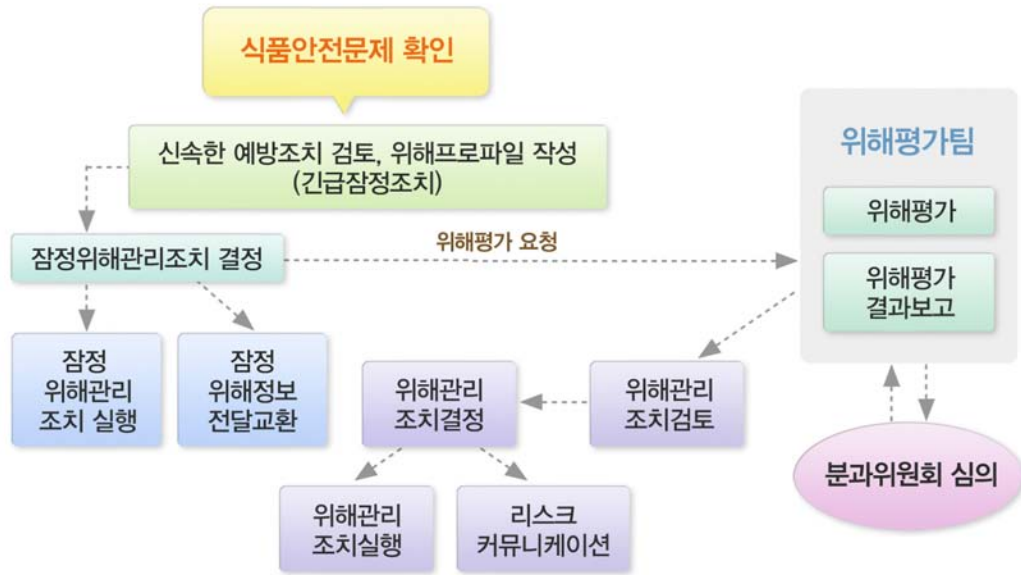 식품안전문제 확인
신속한 예방조치 검토, 위해프로파일 작성
(긴급잠정조치)
잠정위해관리조치 결정
위해평가 요청
위해평가팀
위해평가
위해평가
결과보고
잠정
위해관리
조치 실행
잠정
위해정보
전달교환
위해관리
조치결정
위해관리
조치검토
분과위원회 심의
위해관리
조치실행
리스크
커뮤니케이션